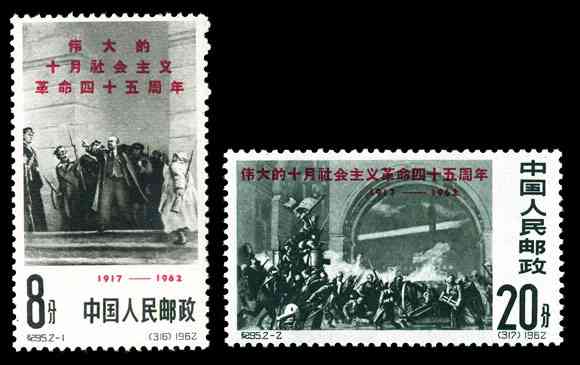 伟大的
十月社会主义
革命四十五周年
1917 — 1962
8分 中国人民邮政
纪95.2-1 (316) 1962
伟大的十月社会主义革命四十五周年
1917 — 1962
中国人民邮政
20分
纪95.2-2 (317) 1962